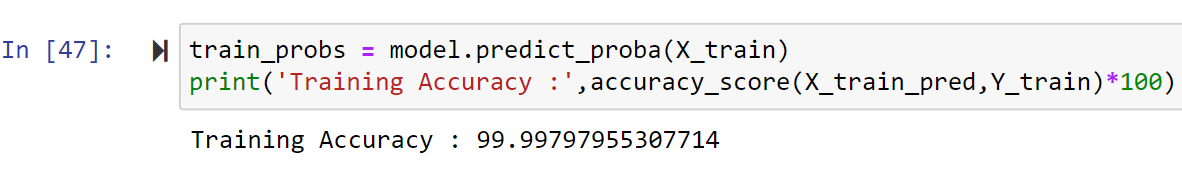 In [47]: train_probs = model.predict_proba(X_train)
print('Training Accuracy :',accuracy_score(X_train_pred,Y_train)*100)
Training Accuracy : 99.99797955307714